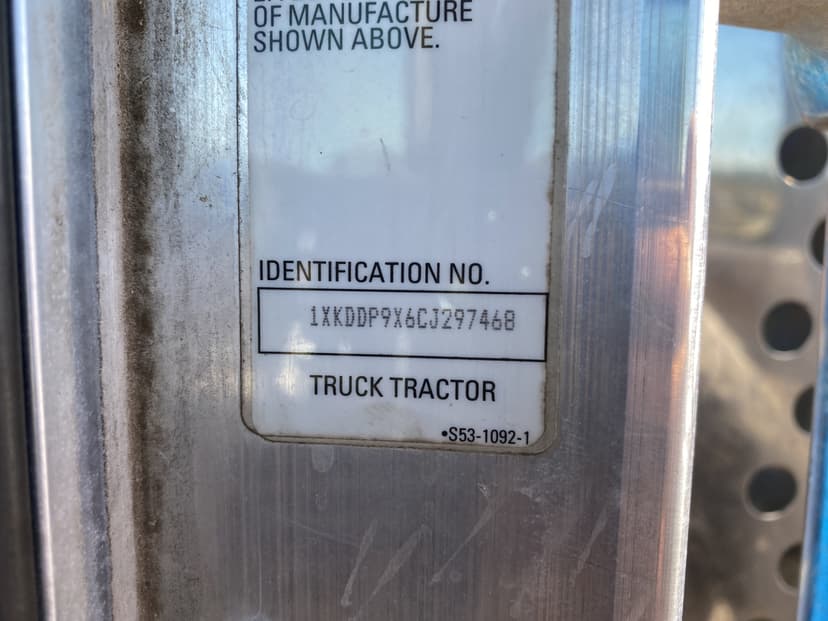 OF MANUFACTURE
SHOWN ABOVE.
IDENTIFICATION NO.
1XKDDP9X6CJ297468
TRUCK TRACTOR
•S53-1092-1